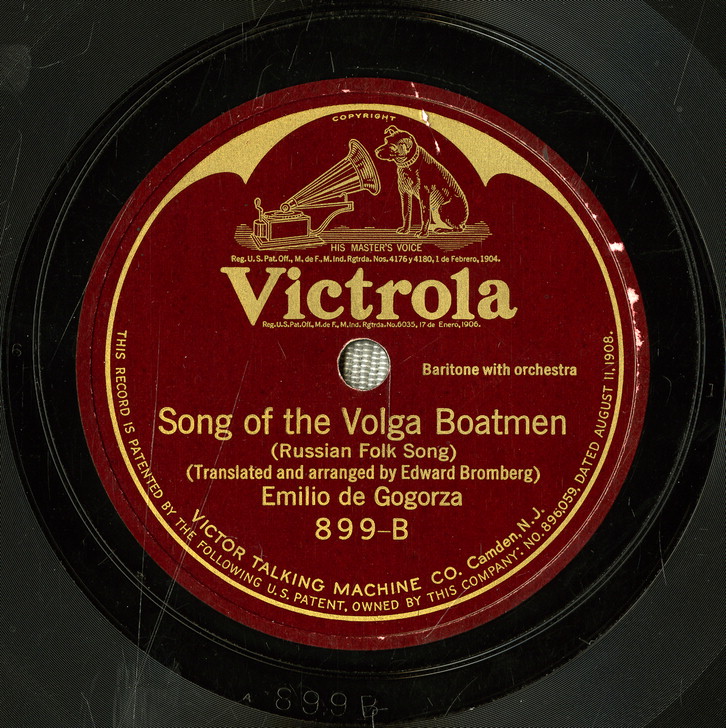 COPYRIGHT
HIS MASTER'S VOICE
Reg. U.S. Pat. Off., M. de F., M. Ind. Rgtrda. Nos. 4176 y 4180, 1 de Febrero, 1904.
Victrola
Reg. U.S. Pat. Off., M. de F., M. Ind. Rgtrda. No. 6035, 17 de Enero, 1906.
Baritone with orchestra
Song of the Volga Boatmen
(Russian Folk Song)
(Translated and arranged by Edward Bromberg)
Emilio de Gogorza
899-B
VICTOR TALKING MACHINE CO. Camden, N.J.
THIS RECORD IS PATENTED BY THE FOLLOWING U.S. PATENT, OWNED BY THIS COMPANY: NO. 896,059, DATED AUGUST 11, 1908.
A 899 B